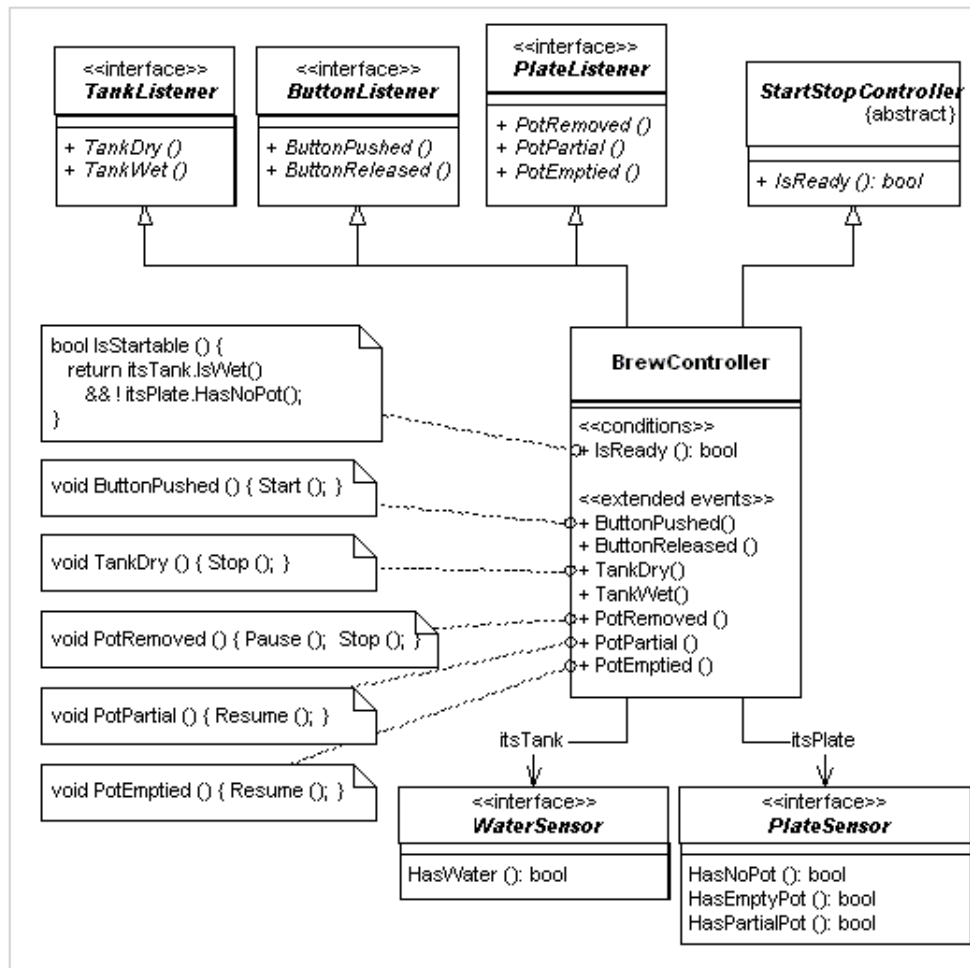 <<interface>>
TankListener
+ TankDry ()
+ TankWet ()
<<interface>>
ButtonListener
+ ButtonPushed ()
+ ButtonReleased ()
<<interface>>
PlateListener
+ PotRemoved ()
+ PotPartial ()
+ PotEmptied ()
StartStopController
{abstract}
+ IsReady (): bool
bool IsStartable () {
return itsTank.IsWet()
&& ! itsPlate.HasNoPot();
}
void ButtonPushed () { Start (); }
void TankDry () { Stop (); }
void PotRemoved () { Pause (); Stop (); }
void PotPartial () { Resume (); }
void PotEmptied () { Resume (); }
BrewController
<<conditions>>
+ IsReady (): bool
<<extended events>>
+ ButtonPushed()
+ ButtonReleased ()
+ TankDry()
+ TankWet()
+ PotRemoved ()
+ PotPartial ()
+ PotEmptied ()
itsTank
itsPlate
<<interface>>
WaterSensor
HasWater (): bool
<<interface>>
PlateSensor
HasNoPot (): bool
HasEmptyPot (): bool
HasPartialPot (): bool